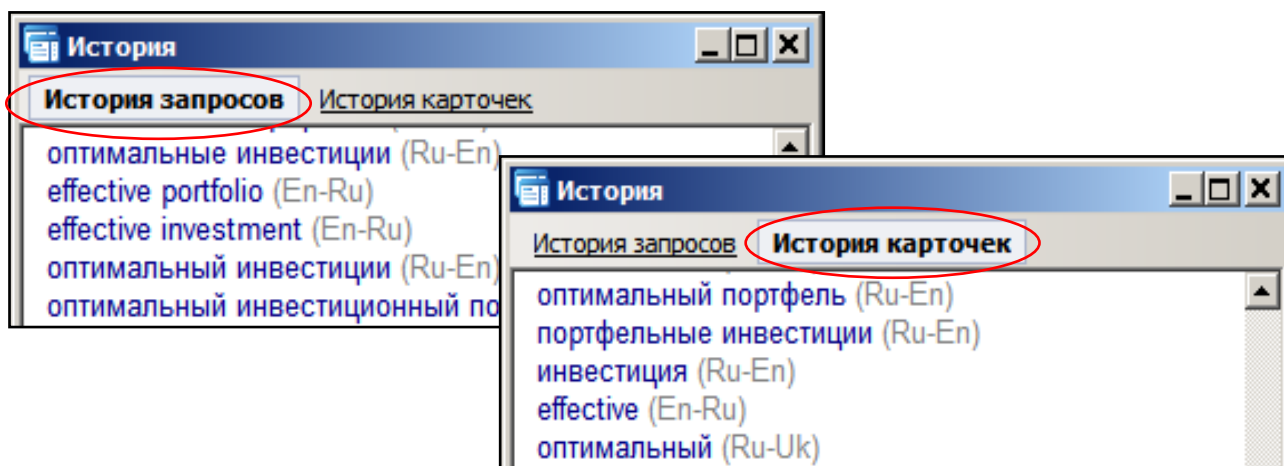 История
История запросов История карточек
оптимальные инвестиции (Ru-En)
effective portfolio (En-Ru)
effective investment (En-Ru)
оптимальный инвестиции (Ru-En)
оптимальный инвестиционный по
История
История запросов История карточек
оптимальный портфель (Ru-En)
портфельные инвестиции (Ru-En)
инвестиция (Ru-En)
effective (En-Ru)
оптимальный (Ru-Uk)